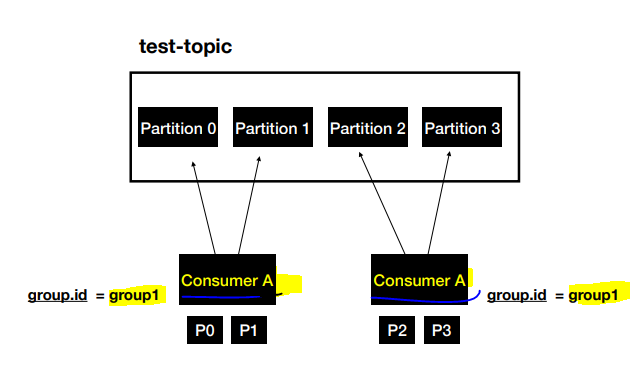 test-topic
Partition 0 Partition 1 Partition 2 Partition 3
Consumer A Consumer A
group.id = group1 group.id = group1
P0 P1 P2 P3